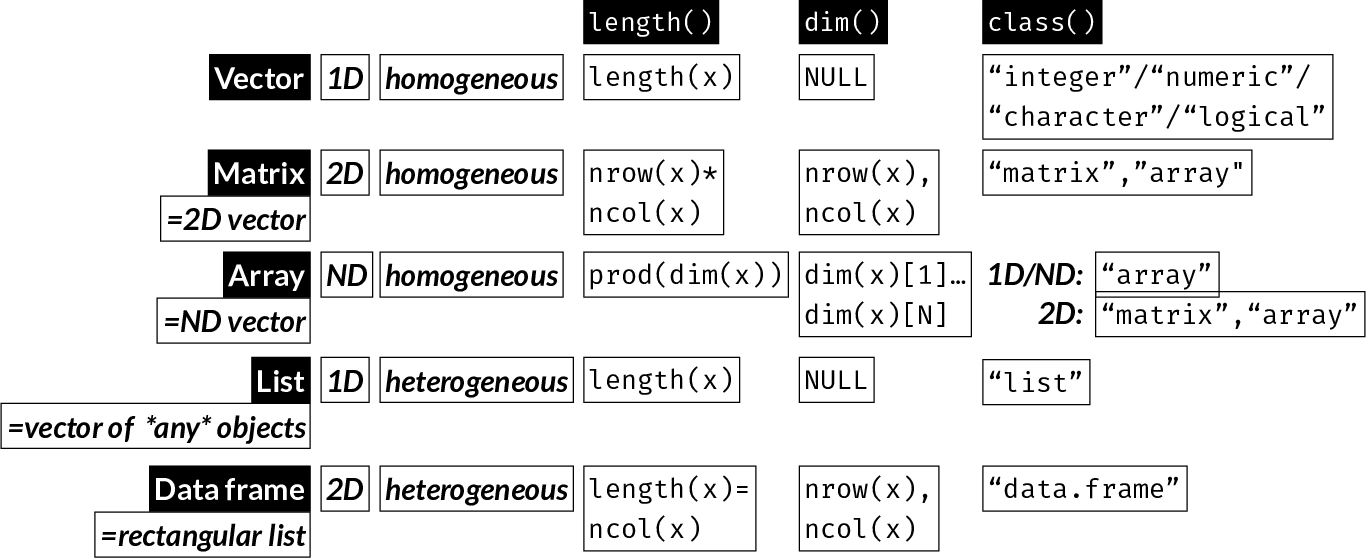 length() dim() class()
Vector 1D homogeneous length(x) NULL “integer”/“numeric”/
“character”/“logical”
Matrix 2D homogeneous nrow(x)* nrow(x), “matrix”,”array"
=2D vector ncol(x) ncol(x)
Array ND homogeneous prod(dim(x)) dim(x)[1]… 1D/ND: “array”
=ND vector dim(x)[N] 2D: “matrix”,“array”
List 1D heterogeneous length(x) NULL “list”
=vector of *any* objects
Data frame 2D heterogeneous length(x)= nrow(x), “data.frame”
=rectangular list ncol(x) ncol(x)